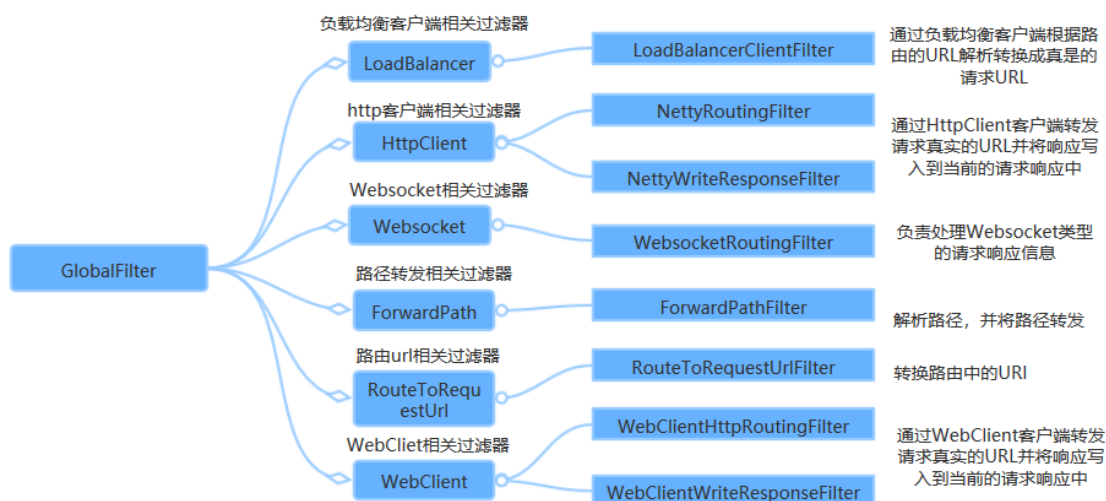 负载均衡客户端相关过滤器
LoadBalancer
LoadBalancerClientFilter
通过负载均衡客户端根据路
由的URL解析转换成真是的
请求URL
http客户端相关过滤器
HttpClient
NettyRoutingFilter
NettyWriteResponseFilter
通过HttpClient客户端转发
请求真实的URL并将响应写
入到当前的请求响应中
Websocket相关过滤器
Websocket
WebsocketRoutingFilter
负责处理Websocket类型
的请求响应信息
GlobalFilter
路径转发相关过滤器
ForwardPath
ForwardPathFilter
解析路径，并将路径转发
路由url相关过滤器
RouteToRequ
estUrl
RouteToRequestUrlFilter
转换路由中的URI
WebCliet相关过滤器
WebClient
WebClientHttpRoutingFilter
WebClientWriteResponseFilter
通过WebClient客户端转发
请求真实的URL并将响应写
入到当前的请求响应中